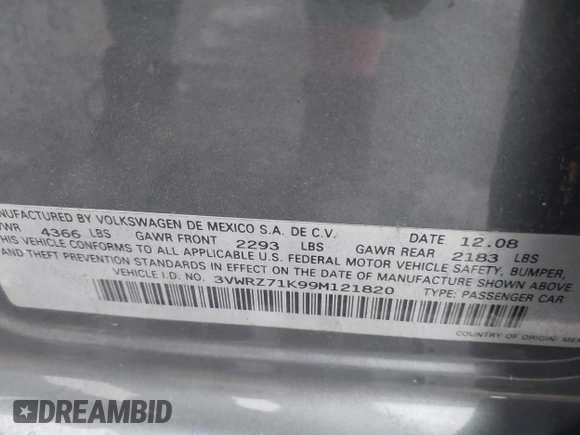 NUFACTURED BY VOLKSWAGEN DE MEXICO S.A. DE C.V. DATE 12.08
VWR 4366 LBS GAWR FRONT 2293 LBS GAWR REAR 2183 LBS
THIS VEHICLE CONFORMS TO ALL APPLICABLE U.S. FEDERAL MOTOR VEHICLE SAFETY, BUMPER,
AND THEFT PREVENTION STANDARDS IN EFFECT ON THE DATE OF MANUFACTURE SHOWN ABOVE.
VEHICLE I.D. NO. 3VWRZ71K99M121820 TYPE: PASSENGER CAR
COUNTRY OF ORIGIN: ME
DREAMBID